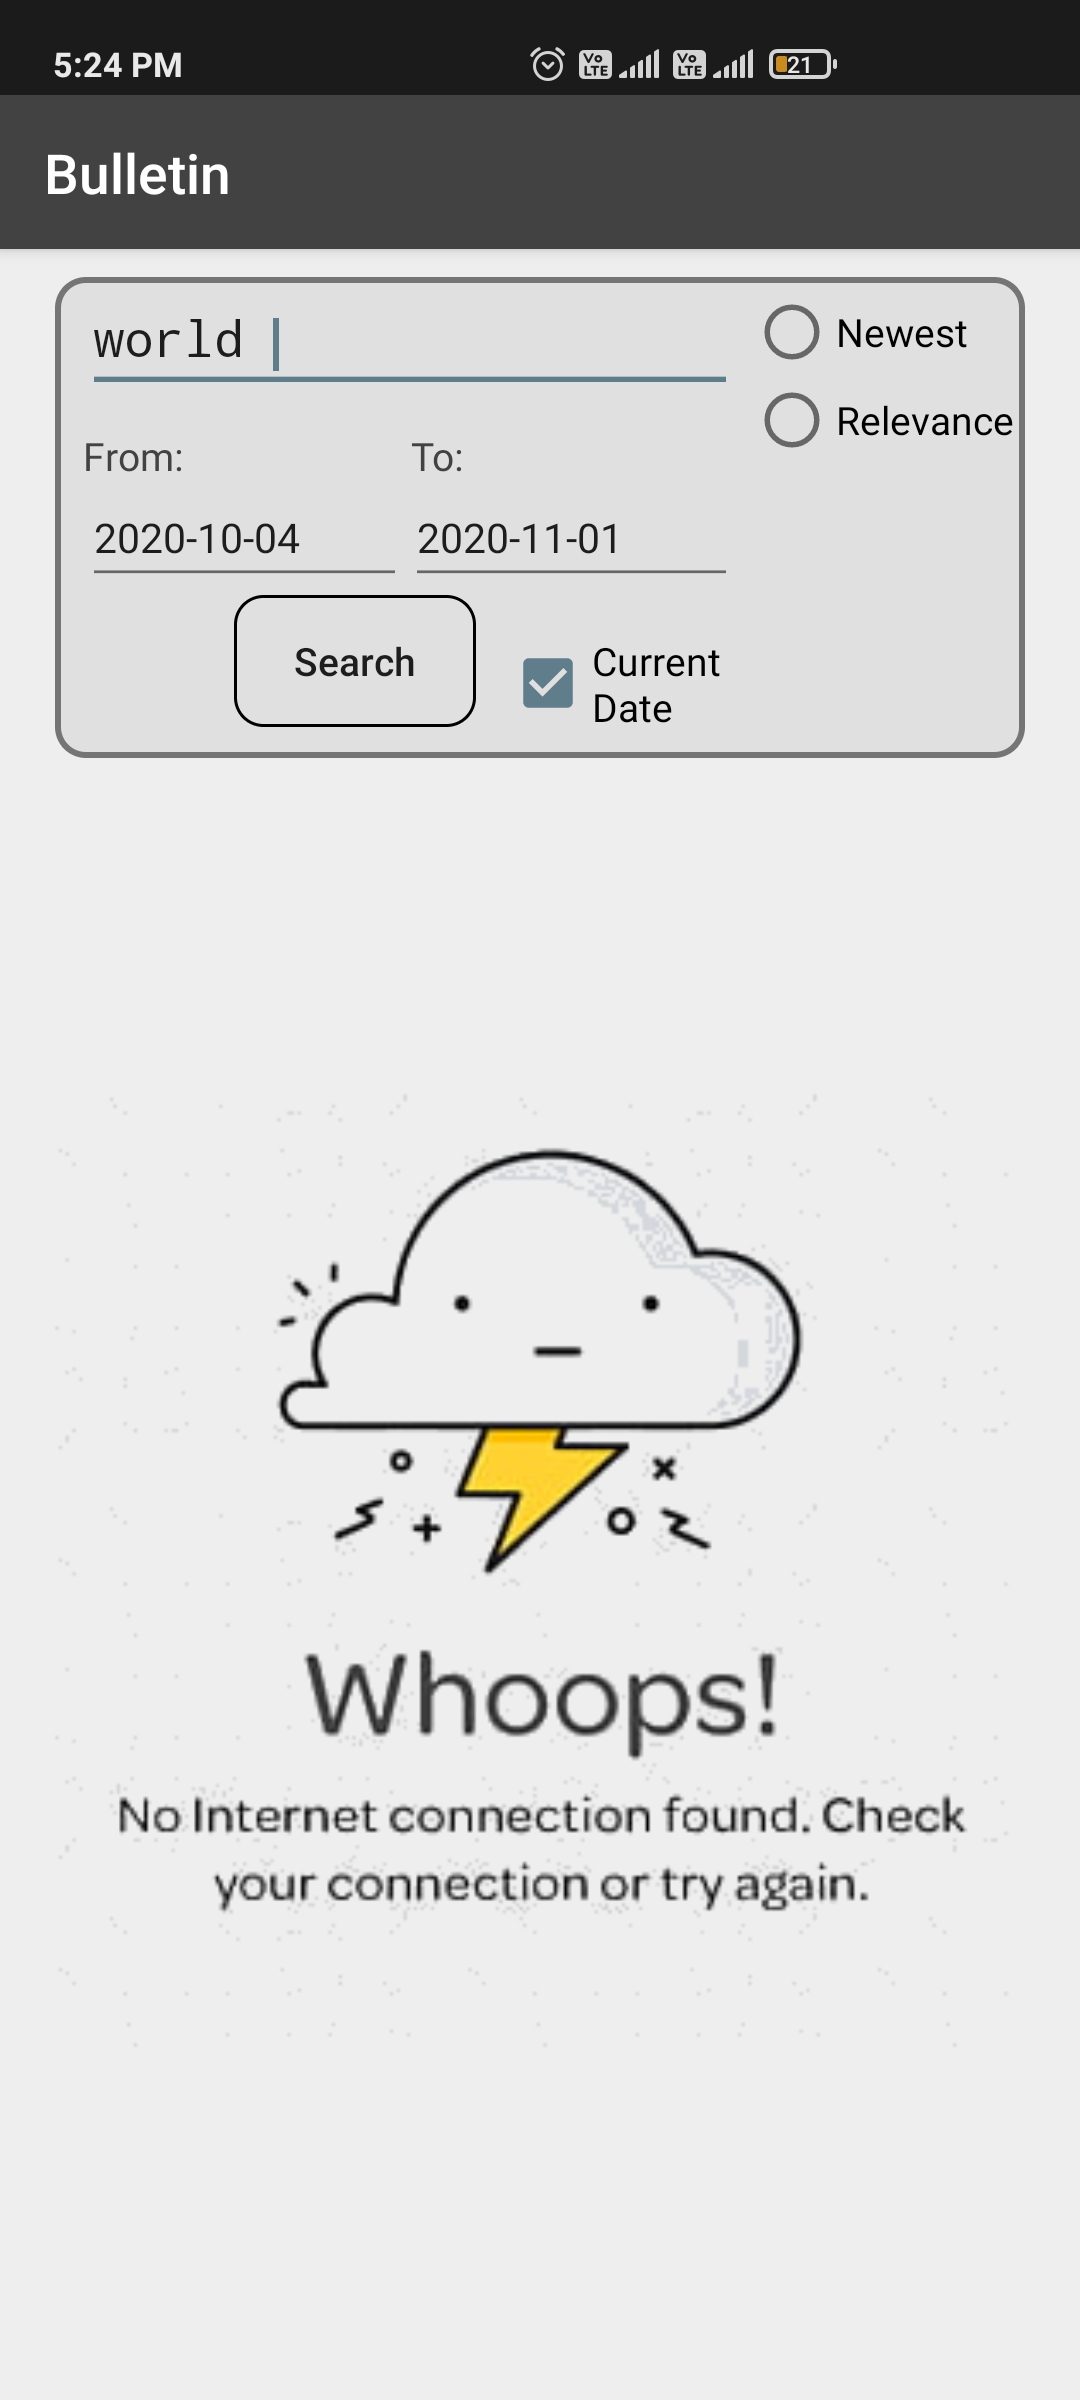 5:24 PM
Vo LTE Vo LTE 21
Bulletin
world
Newest
Relevance
From: To:
2020-10-04 2020-11-01
Search
Current
Date
Whoops!
No Internet connection found. Check
your connection or try again.